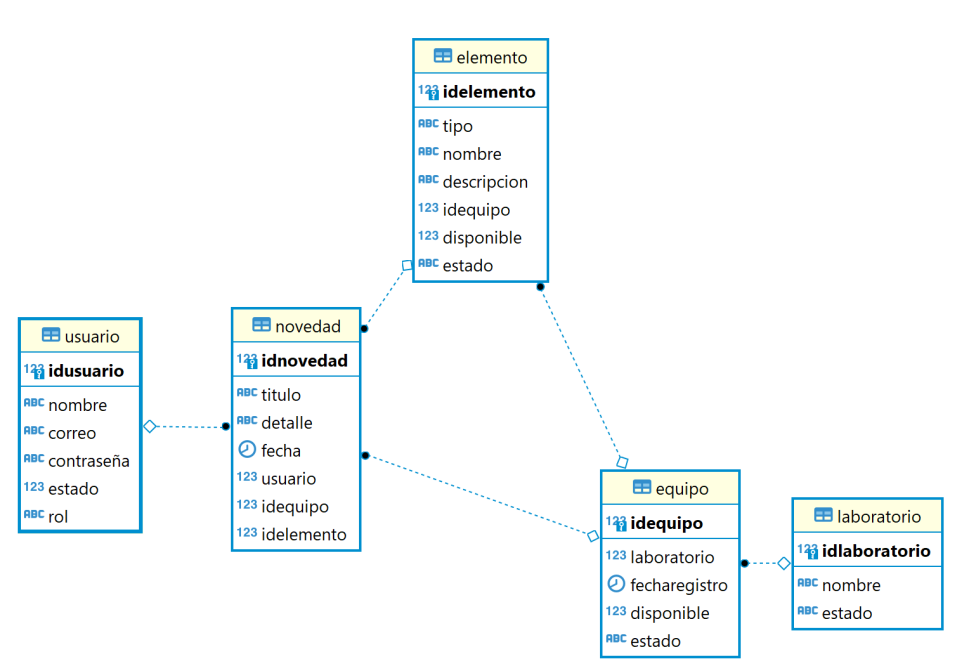 elemento
123 idelemento
ABC tipo
ABC nombre
ABC descripcion
123 idequipo
123 disponible
ABC estado
usuario
123 idusuario
ABC nombre
ABC correo
ABC contraseña
123 estado
ABC rol
novedad
123 idnovedad
ABC titulo
ABC detalle
fecha
123 usuario
123 idequipo
123 idelemento
equipo
123 idequipo
123 laboratorio
fecharegistro
123 disponible
ABC estado
laboratorio
123 idlaboratorio
ABC nombre
ABC estado